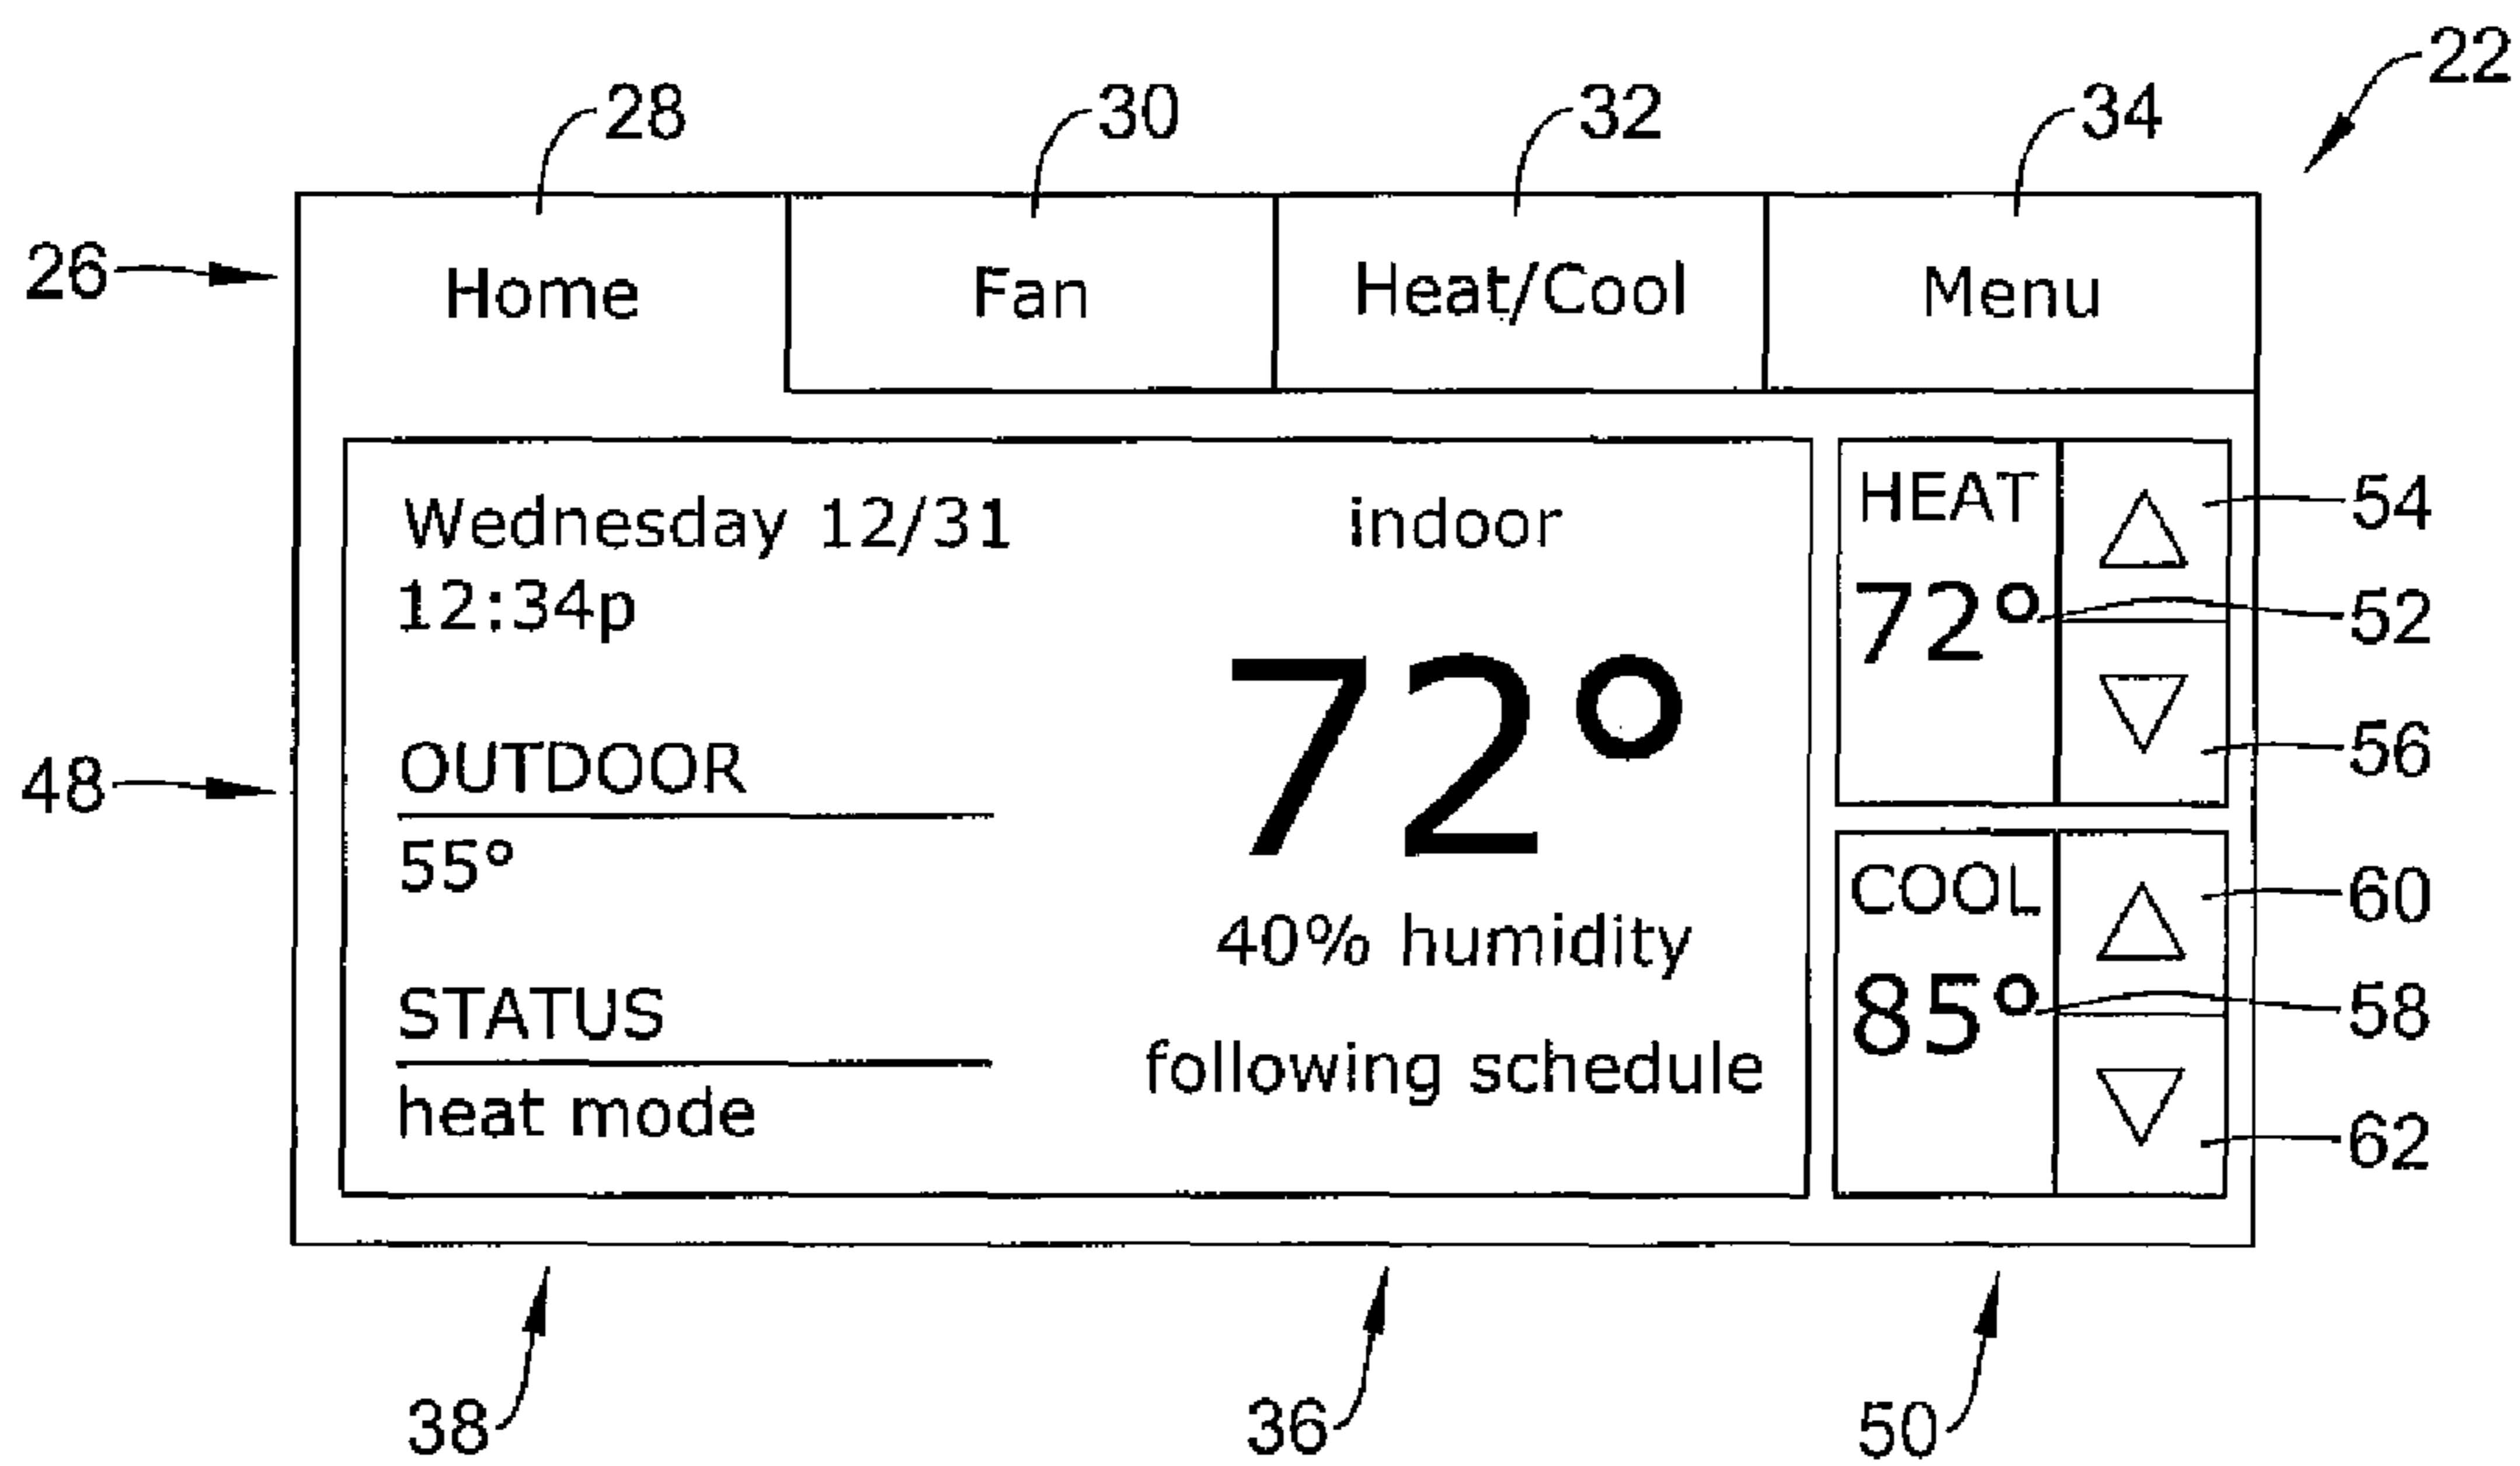 22
28 30 32 34
26
Home Fan Heat/Cool Menu
Wednesday 12/31
12:34p
OUTDOOR
55°
STATUS
heat mode
indoor
72°
40% humidity
following schedule
HEAT
72°
COOL
85°
54
52
56
60
58
62
48
38 36 50